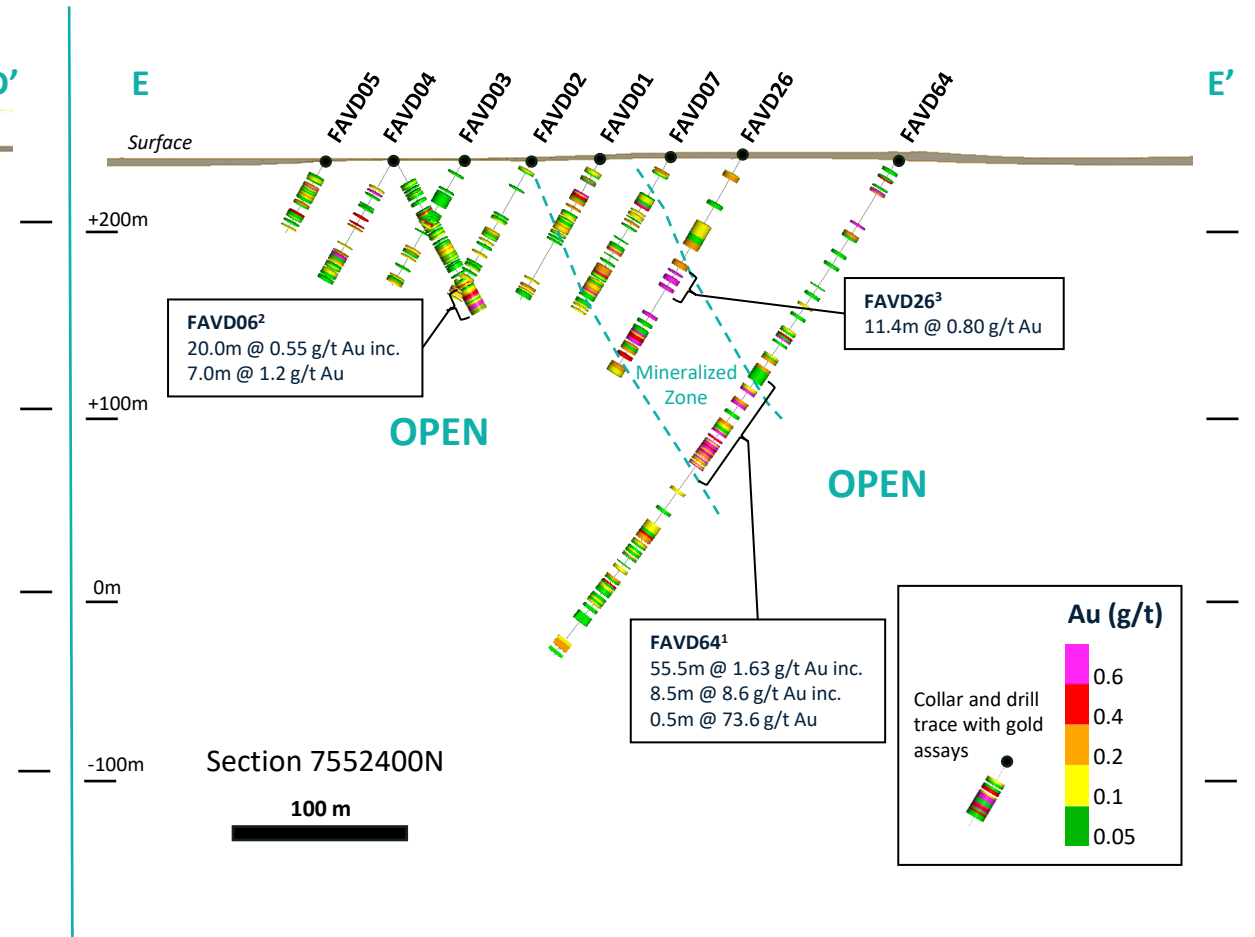 D’
E
E’
FAVD05
FAVD04
FAVD03
FAVD02
FAVD01
FAVD07
FAVD26
FAVD64
Surface
+200m
FAVD06²
20.0m @ 0.55 g/t Au inc.
7.0m @ 1.2 g/t Au
FAVD26³
11.4m @ 0.80 g/t Au
Mineralized
Zone
+100m
OPEN
OPEN
0m
FAVD64¹
55.5m @ 1.63 g/t Au inc.
8.5m @ 8.6 g/t Au inc.
0.5m @ 73.6 g/t Au
-100m
Section 7552400N
100 m
Au (g/t)
0.6
0.4
0.2
0.1
0.05
Collar and drill
trace with gold
assays